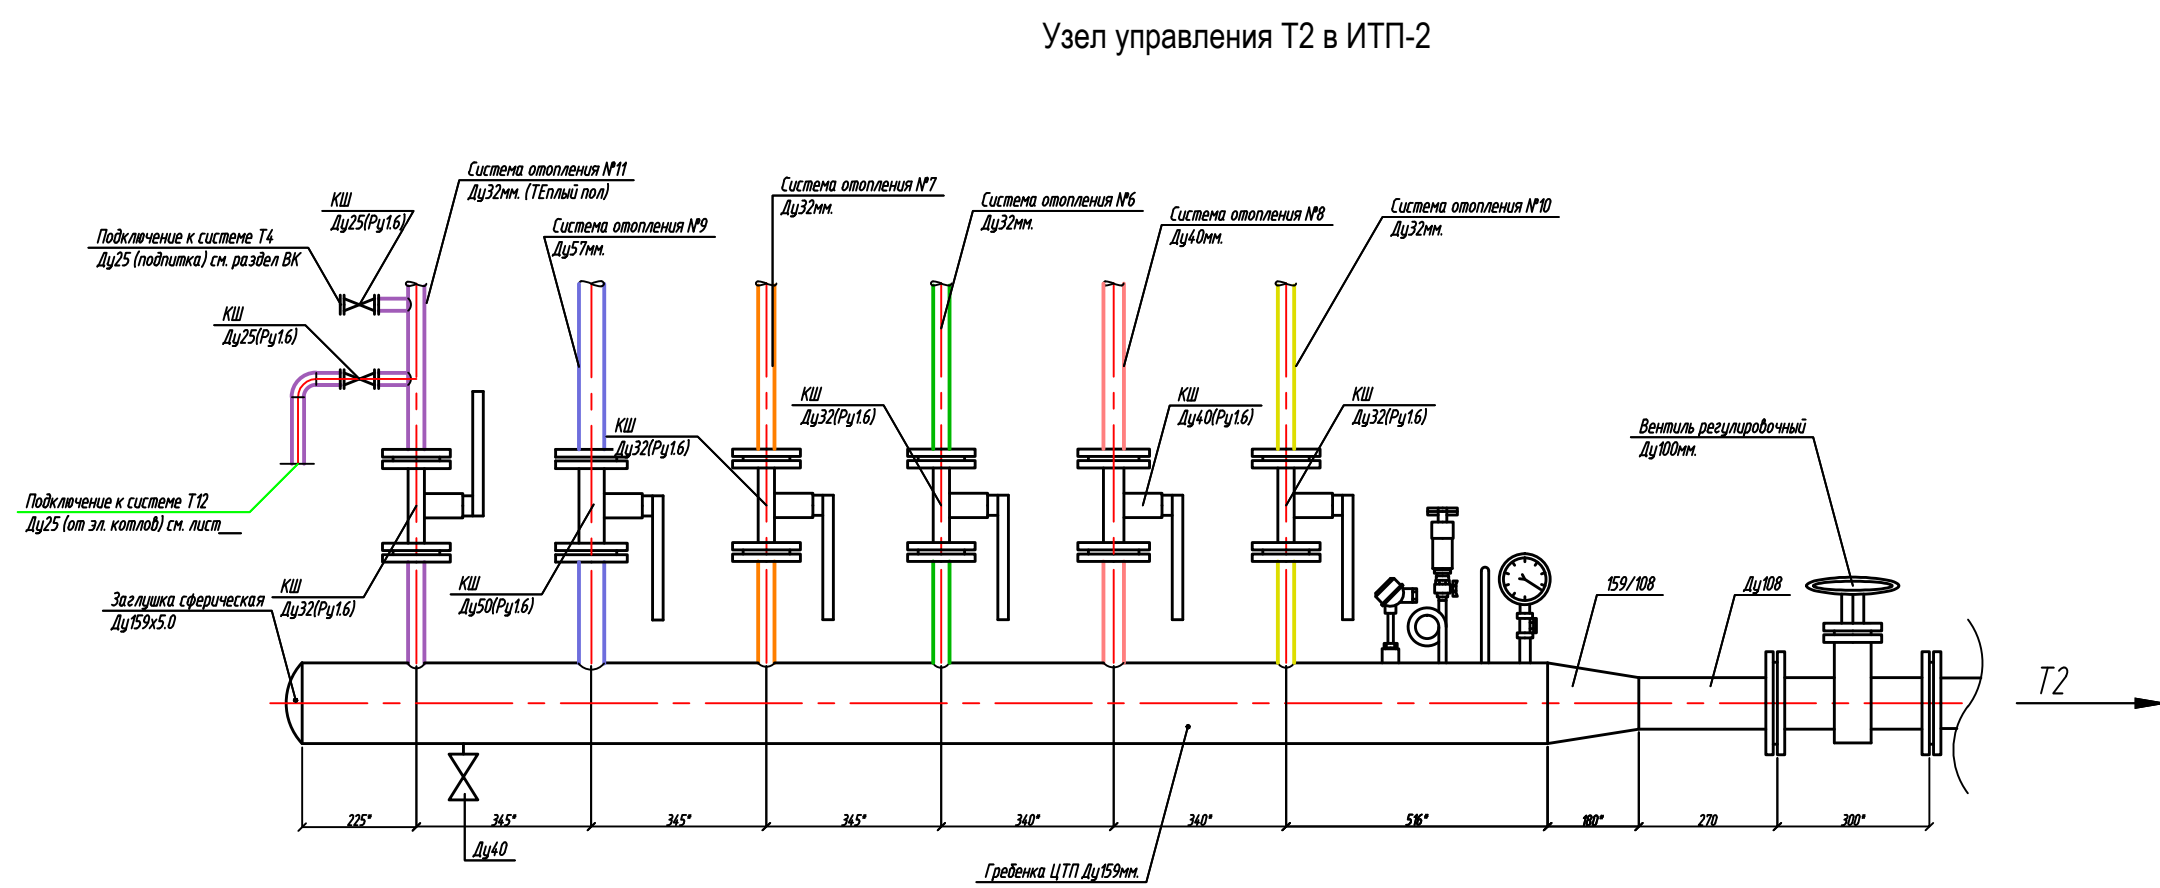 Узел управления Т2 в ИТП-2
Система отопления №11
Ду32мм. (ТЕплый пол)
КШ
Ду25(Ру1.6)
Подключение к системе Т4
Ду25 (подпитка) см. раздел ВК
КШ
Ду25(Ру1.6)
Система отопления №9
Ду57мм.
Система отопления №7
Ду32мм.
Система отопления №6
Ду32мм.
Система отопления №8
Ду40мм.
Система отопления №10
Ду32мм.
КШ
Ду32(Ру1.6)
КШ
Ду32(Ру1.6)
КШ
Ду40(Ру1.6)
КШ
Ду32(Ру1.6)
Вентиль регулировочный
Ду100мм.
Подключение к системе Т12
Ду25 (от эл. котлов) см. лист___
КШ
Ду32(Ру1.6)
КШ
Ду50(Ру1.6)
Заглушка сферическая
Ду159х5.0
159/108
Ду108
Т2
225*
345*
345*
345*
340*
340*
516*
180*
270
300*
Ду40
Гребенка ЦТП Ду159мм.